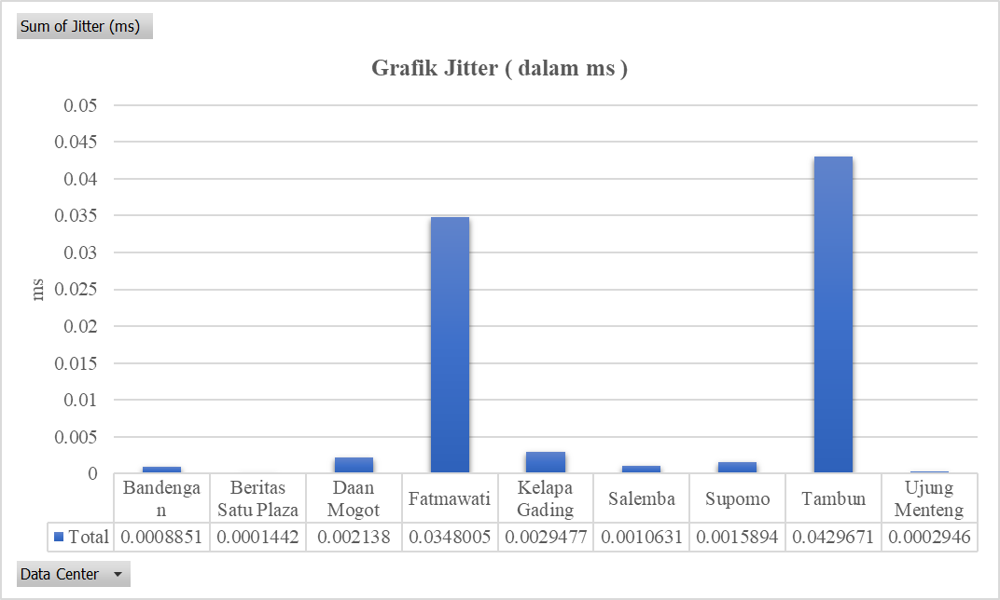 Sum of Jitter (ms)
Grafik Jitter ( dalam ms )
0.05
0.045
0.04
0.035
0.03
0.025
0.02
0.015
0.01
0.005
0
ms
Bandenga
n
Beritas
Satu Plaza
Daan
Mogot
Fatmawati
Kelapa
Gading
Salemba
Supomo
Tambun
Ujung
Menteng
Total 0.0008851 0.0001442 0.002138 0.0348005 0.0029477 0.0010631 0.0015894 0.0429671 0.0002946
Data Center